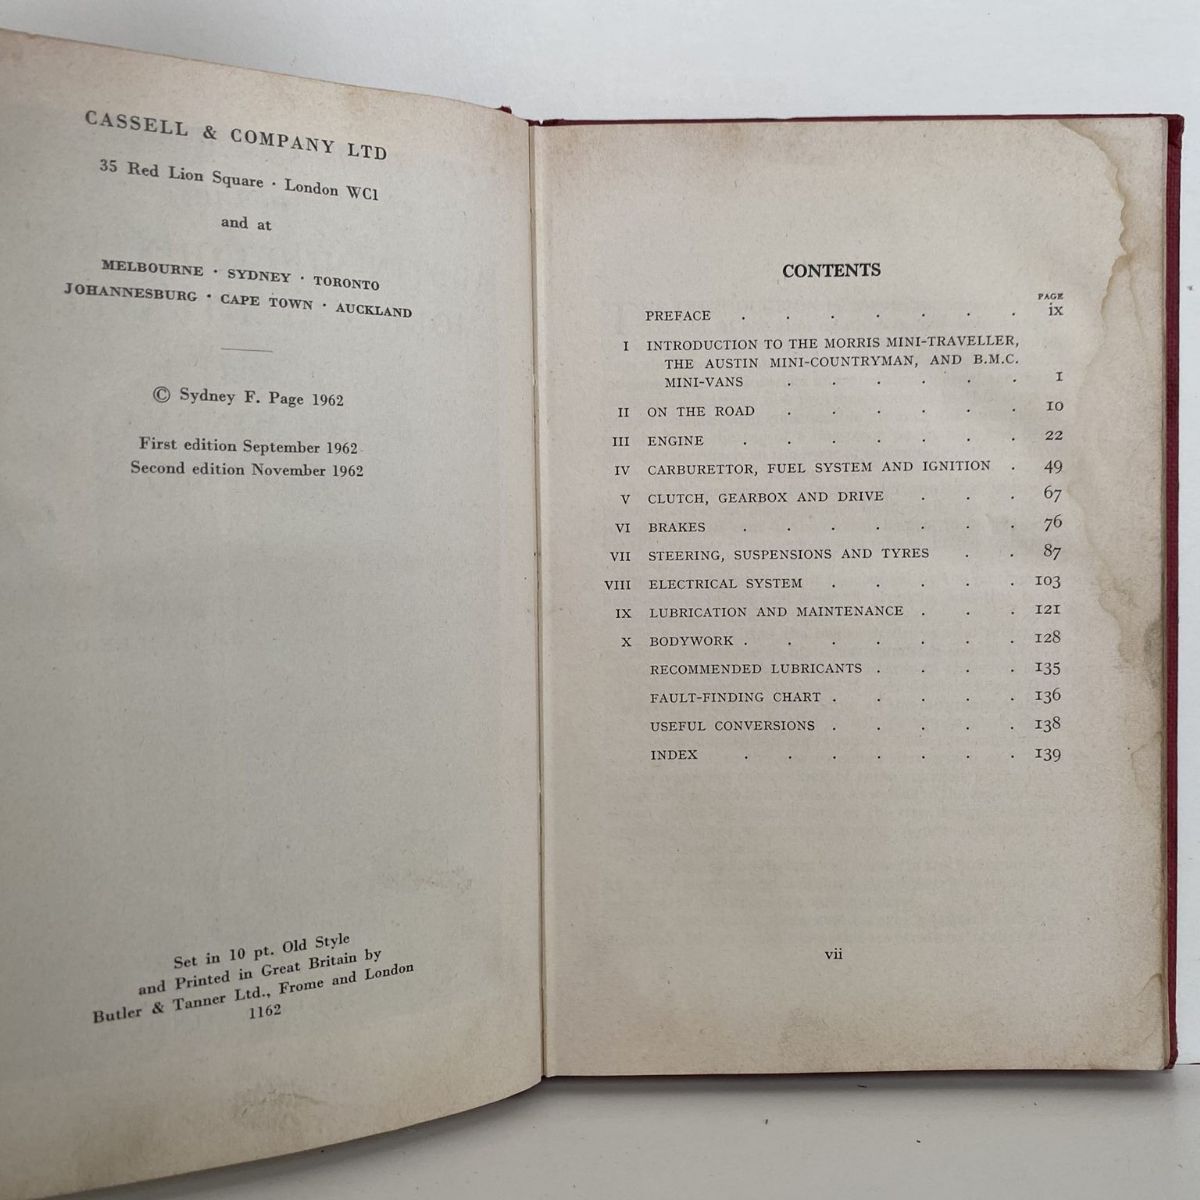 CASSELL & COMPANY LTD
35 Red Lion Square · London WC1
and at
MELBOURNE · SYDNEY · TORONTO
JOHANNESBURG · CAPE TOWN · AUCKLAND
© Sydney F. Page 1962
First edition September 1962
Second edition November 1962
Set in 10 pt. Old Style
and Printed in Great Britain by
Butler & Tanner Ltd., Frome and London
1162
CONTENTS
PAGE
PREFACE . . . . . . . ix
I INTRODUCTION TO THE MORRIS MINI-TRAVELLER,
THE AUSTIN MINI-COUNTRYMAN, AND B.M.C.
MINI-VANS . . . . . . 1
II ON THE ROAD . . . . . . 10
III ENGINE . . . . . . . 22
IV CARBURETTOR, FUEL SYSTEM AND IGNITION . 49
V CLUTCH, GEARBOX AND DRIVE . . . 67
VI BRAKES . . . . . . . 76
VII STEERING, SUSPENSIONS AND TYRES . . 87
VIII ELECTRICAL SYSTEM . . . . . 103
IX LUBRICATION AND MAINTENANCE . . . 121
X BODYWORK . . . . . . . 128
RECOMMENDED LUBRICANTS . . . . 135
FAULT-FINDING CHART . . . . . 136
USEFUL CONVERSIONS . . . . . 138
INDEX . . . . . . . 139
vii